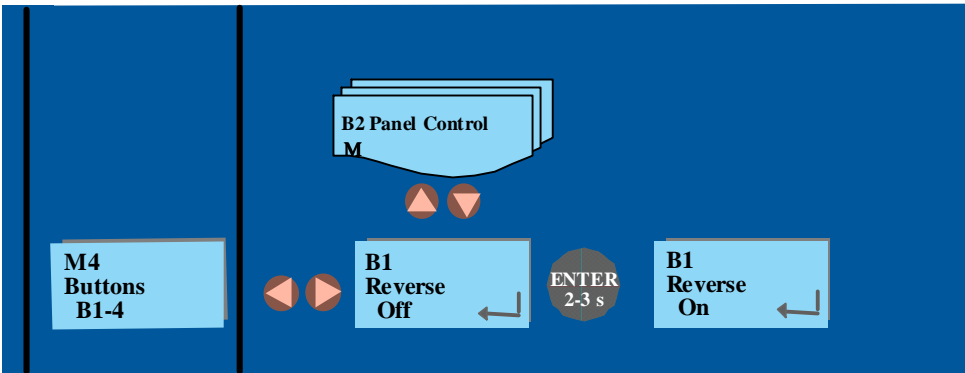 B2 Panel Control
M
M4
Buttons
B1-4
B1
Reverse
Off
ENTER
2-3 s
B1
Reverse
On